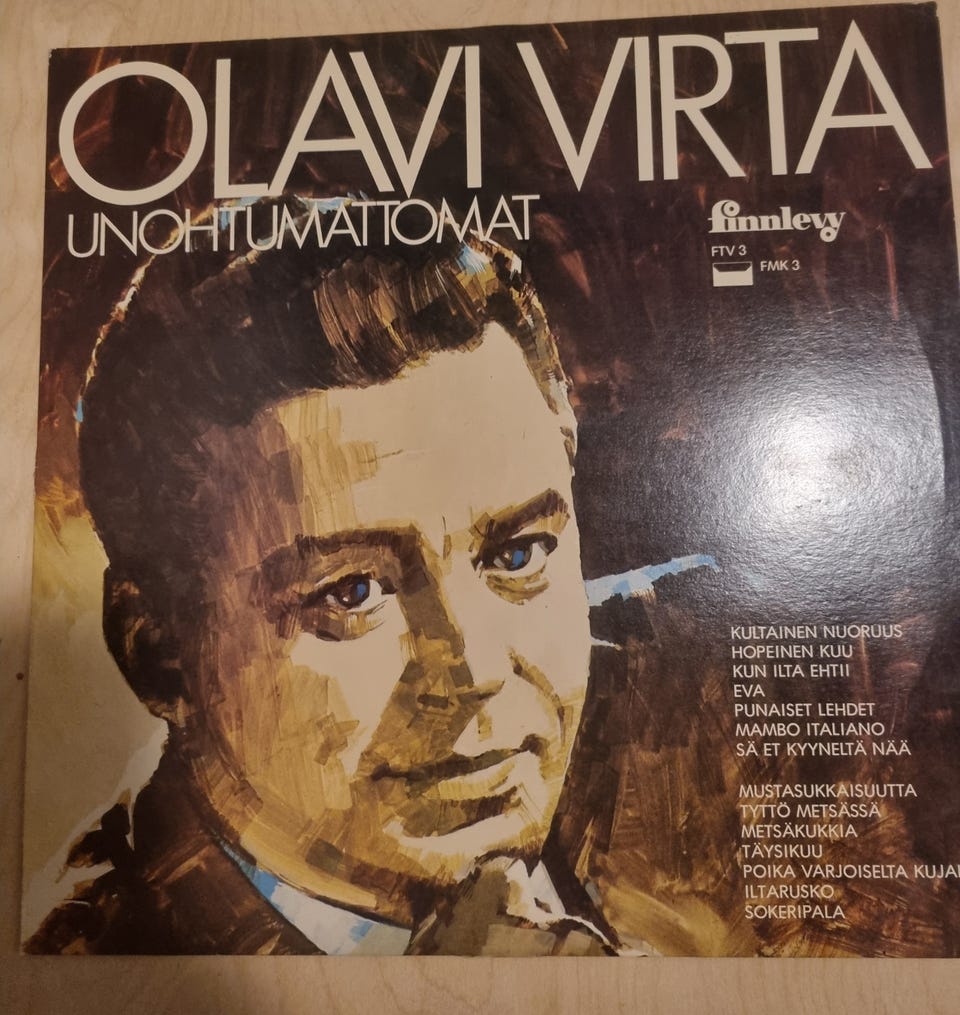 OLAVI VIRTA
UNOHTUMATTOMAT
finnlevy
FTV 3
FMK 3
KULTAINEN NUORUUS
HOPEINEN KUU
KUN ILTA EHTII
EVA
PUNAISET LEHDET
MAMBO ITALIANO
SÄ ET KYYNELTÄ NÄÄ
MUSTASUKKAISUUTTA
TYTTÖ METSÄSSÄ
METSÄKUKKIA
TÄYSIKUU
POIKA VARJOISELTA
ILTARUSKO
SOKERIPALA